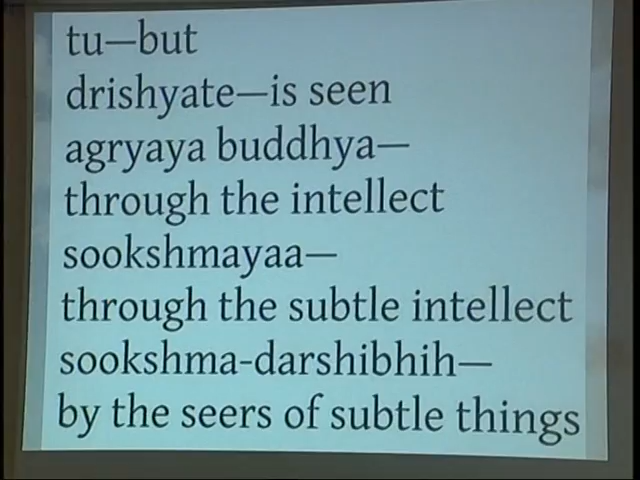 tu—but
drishyate—is seen
agryaya buddhya—
through the intellect
sookshmayaa—
through the subtle intellect
sookshma-darshibhih—
by the seers of subtle things